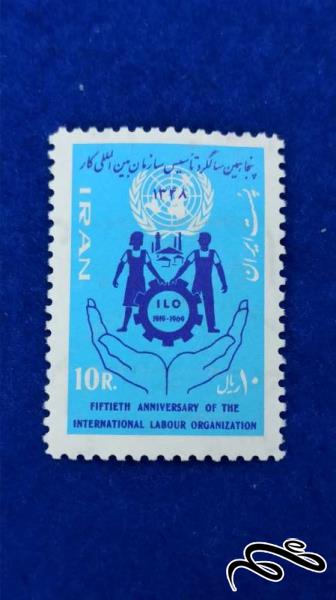 پنجاهمین سالگرد تأسیس سازمان بین المللی کار
۱۳۴۸
پست ایران
IRAN
ILO
1919-1969
10R.
۱۰ ریال
FIFTIETH ANNIVERSARY OF THE
INTERNATIONAL LABOUR ORGANIZATION